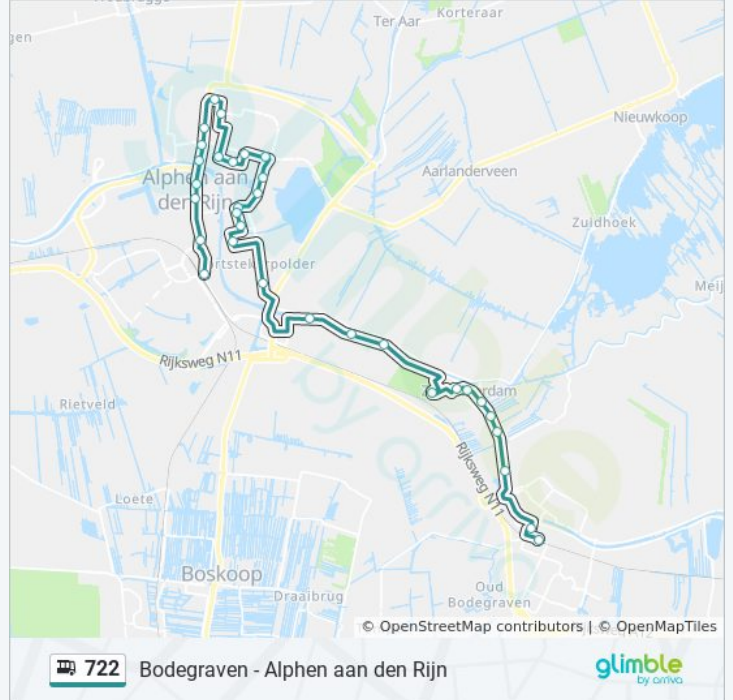 Ter Aar
Korteraar
Nieuwkoop
Aarlanderveen
Alphen aan
den Rijn
Zuidhoek
Rijksweg N11
Rietveld
Rijksweg N11
Loete
Boskoop
Draaibrug
Oud
Bodegraven
© OpenStreetMap contributors | © OpenMapTiles
722 Bodegraven - Alphen aan den Rijn
glimble
by arriva